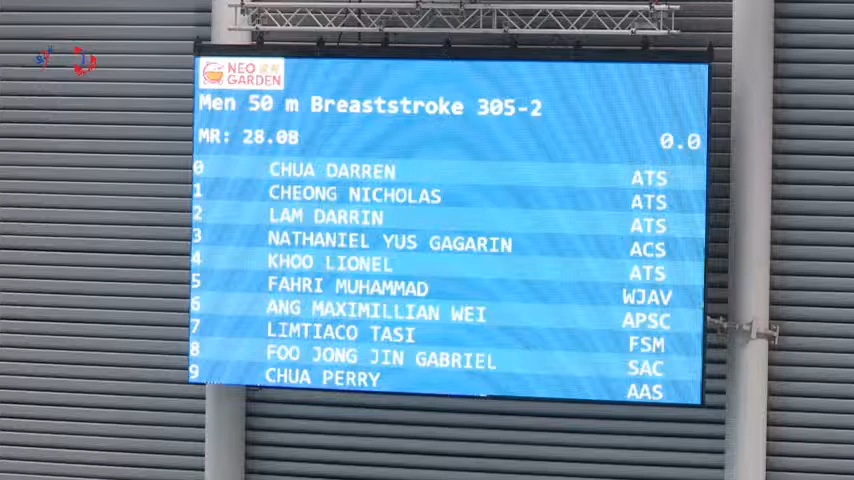 NEO
GARDEN
Men 50 m Breaststroke 305-2
MR: 28.08 0.0
0 CHUA DARREN ATS
1 CHEONG NICHOLAS ATS
2 LAM DARRIN ATS
3 NATHANIEL YUS GAGARIN ACS
4 KHOO LIONEL ATS
5 FAHRI MUHAMMAD WJAV
6 ANG MAXIMILLIAN WEI APSC
7 LIMTIACO TASI FSM
8 FOO JONG JIN GABRIEL SAC
9 CHUA PERRY AAS